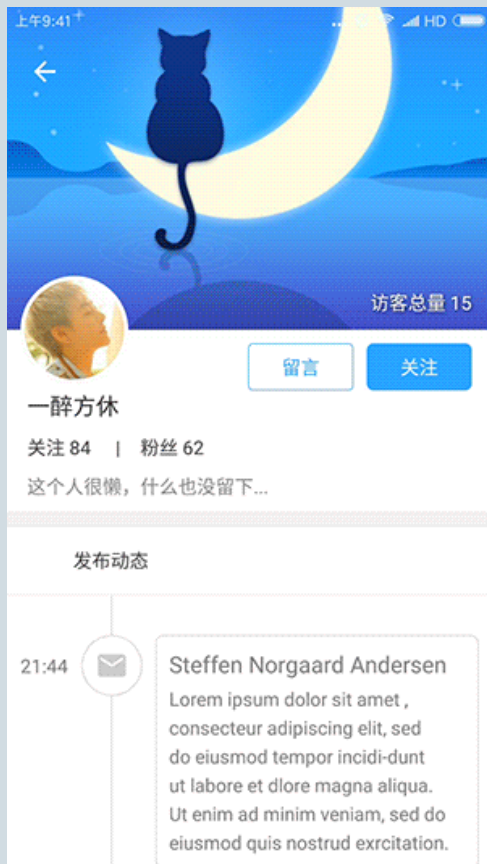 上午9:41
HD
访客总量 15
留言
关注
一醉方休
关注 84 | 粉丝 62
这个人很懒，什么也没留下...
发布动态
21:44
Steffen Norgaard Andersen
Lorem ipsum dolor sit amet ,
consecteur adipiscing elit, sed
do eiusmod tempor incidi-dunt
ut labore et dlore magna aliqua.
Ut enim ad minim veniam, sed do
eiusmod quis nostrud exrcitation.